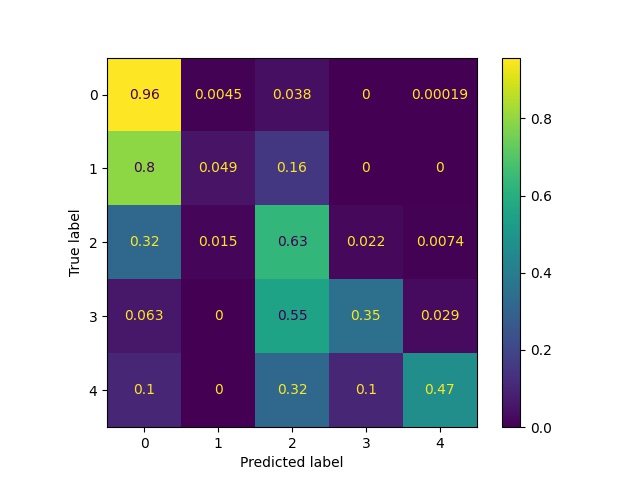 0 0.96 0.0045 0.038 0 0.00019
1 0.8 0.049 0.16 0 0
2 0.32 0.015 0.63 0.022 0.0074
3 0.063 0 0.55 0.35 0.029
4 0.1 0 0.32 0.1 0.47
0 1 2 3 4
Predicted label
True label
0.8
0.6
0.4
0.2
0.0